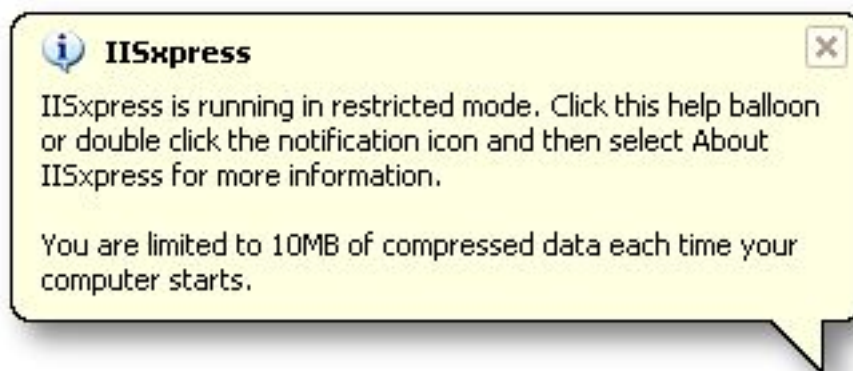 IISxpress
IISxpress is running in restricted mode. Click this help balloon
or double click the notification icon and then select About
IISxpress for more information.
You are limited to 10MB of compressed data each time your
computer starts.